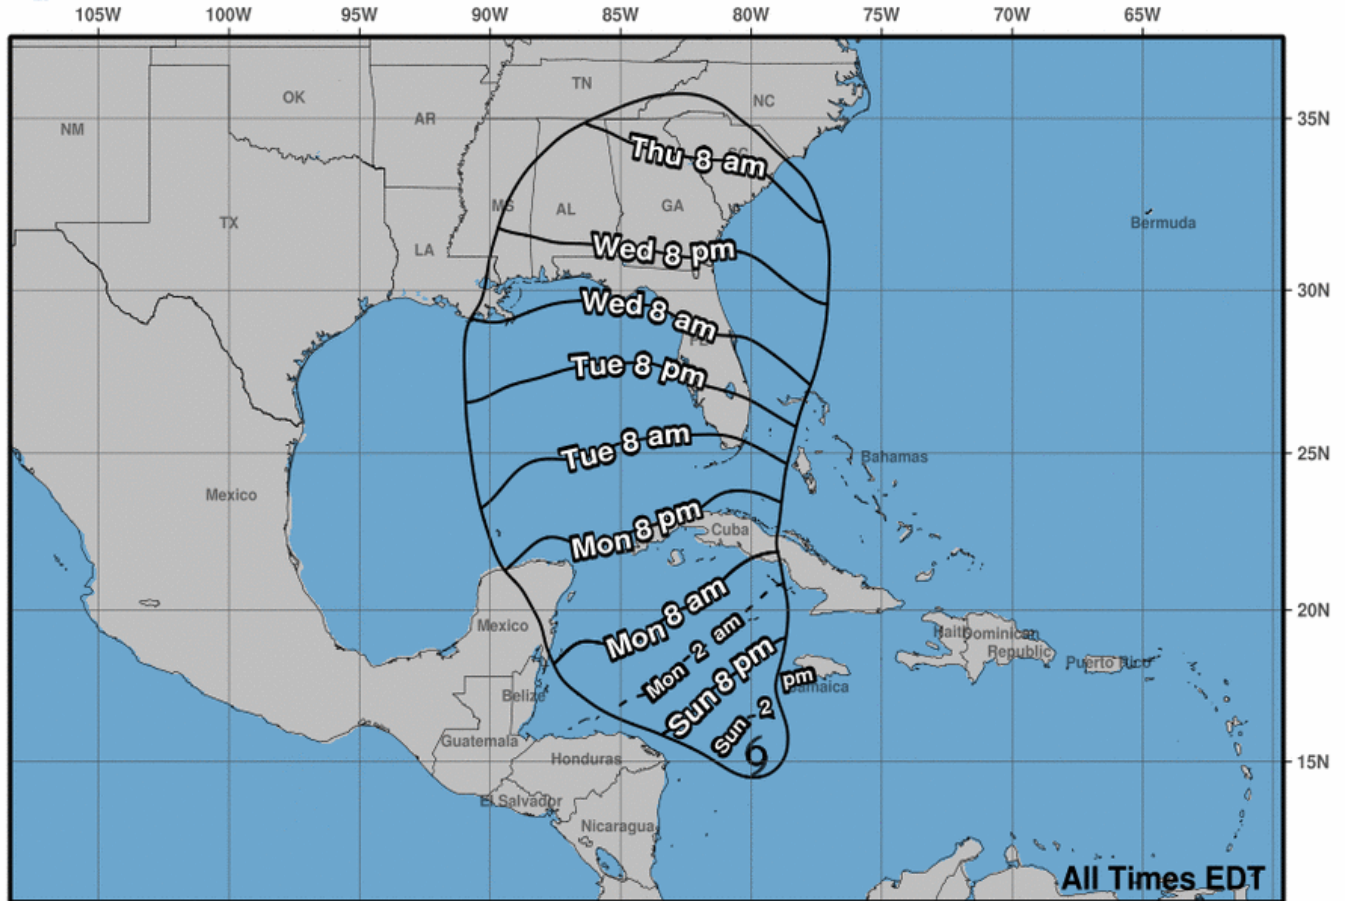 105W 100W 95W 90W 85W 80W 75W 70W 65W
TN
OK
NC
AR
35N
NM
Thu 8 am
SC
MS
AL
GA
TX
Bermuda
LA
Wed 8 pm
30N
Wed 8 am
FL
Tue 8 pm
Tue 8 am
25N
Bahamas
Mexico
Mon 8 pm
Cuba
Mon 8 am
20N
Mexico
Mon 2 am
Haiti
Dominican
Republic
Puerto Rico
Sun 8 pm
Belize
Jamaica
Sun 2 pm
Guatemala
Honduras
15N
El Salvador
Nicaragua
All Times EDT